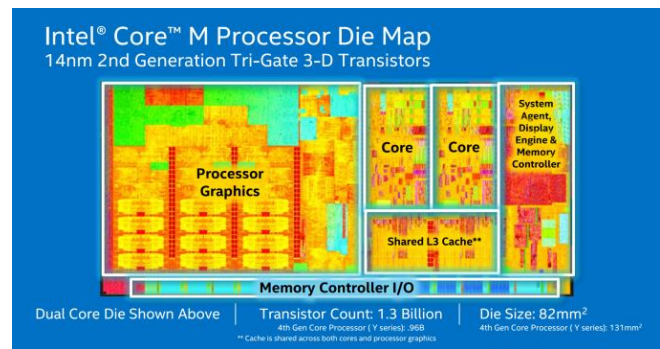 Intel® Core™ M Processor Die Map
14nm 2nd Generation Tri-Gate 3-D Transistors
Processor
Graphics
Core
Core
System
Agent,
Display
Engine &
Memory
Controller
Shared L3 Cache**
Memory Controller I/O
Dual Core Die Shown Above
Transistor Count: 1.3 Billion
4th Gen Core Processor ( Y series): .96B
Die Size: 82mm²
4th Gen Core Processor ( Y series): 131mm²
** Cache is shared across both cores and processor graphics